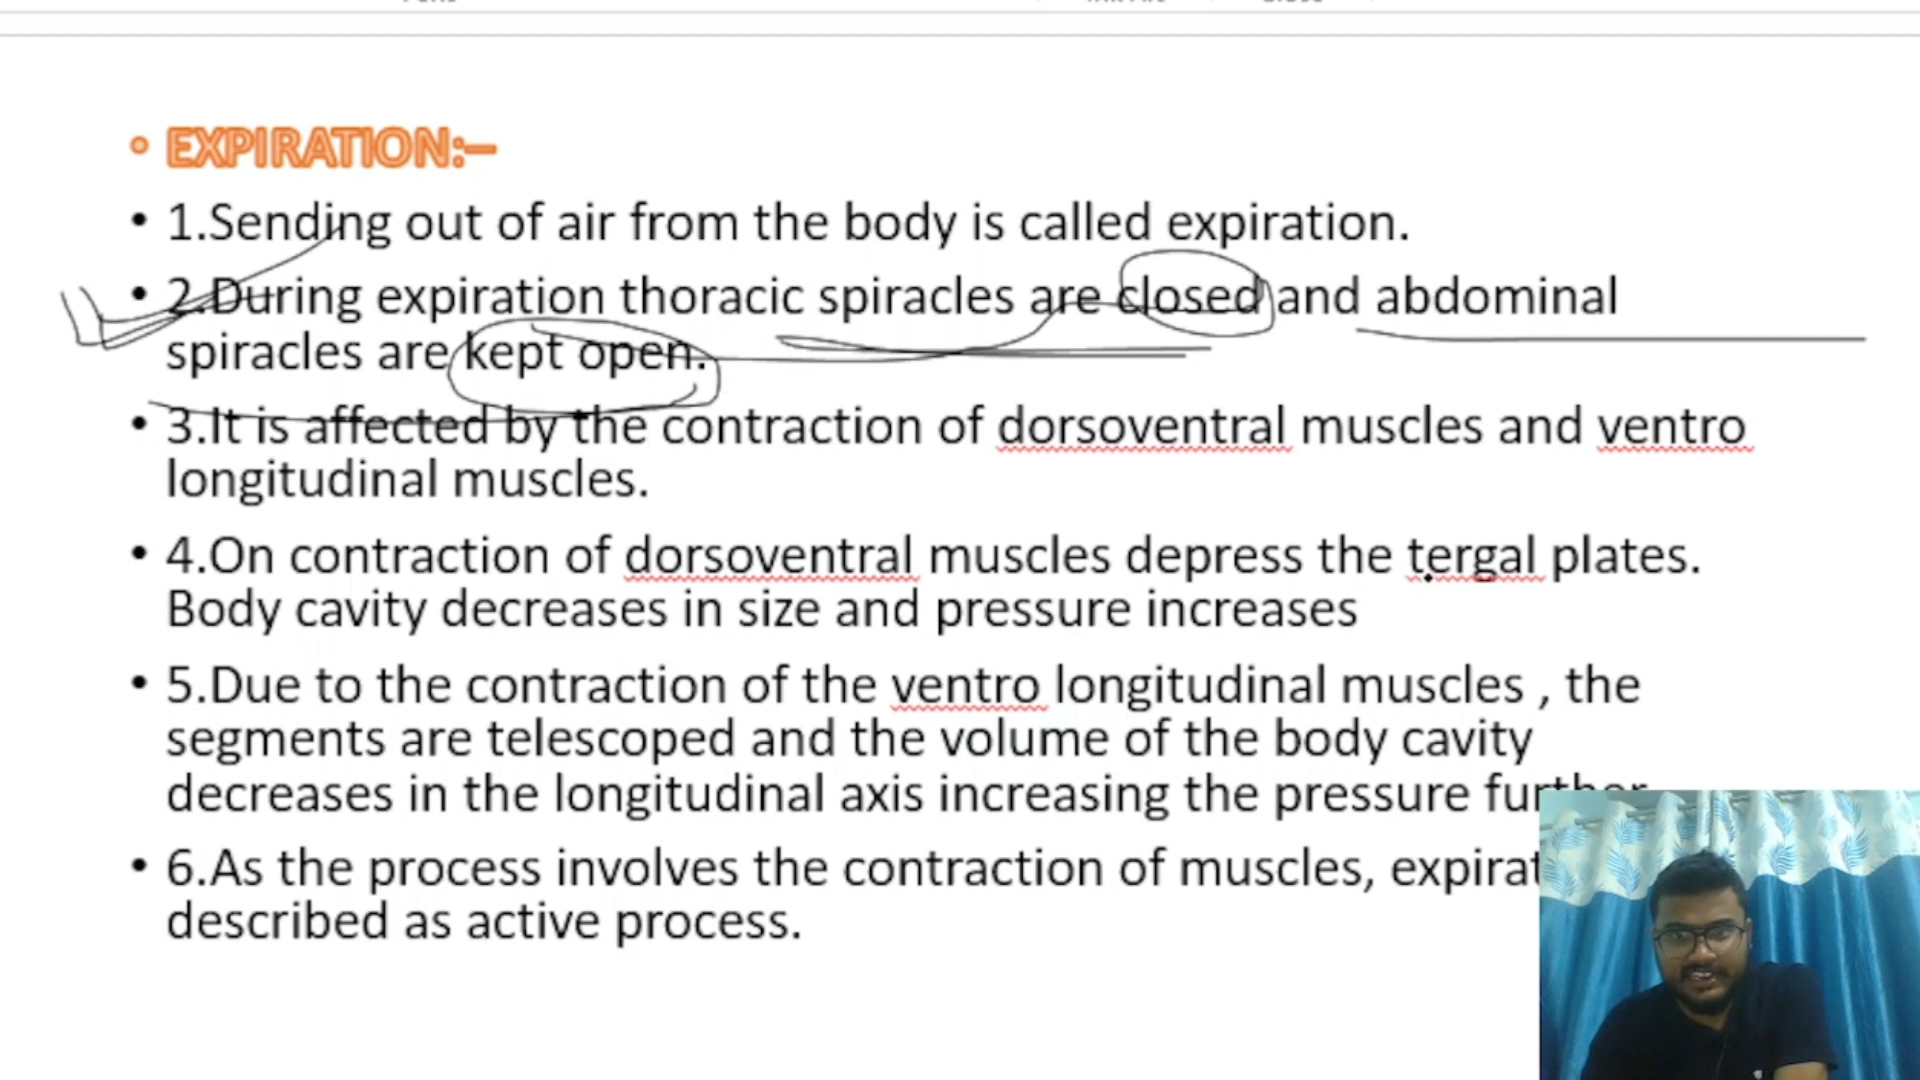 • EXPIRATION:–
• 1.Sending out of air from the body is called expiration.
• 2.During expiration thoracic spiracles are closed and abdominal
spiracles are kept open.
• 3.It is affected by the contraction of dorsoventral muscles and ventro
longitudinal muscles.
• 4.On contraction of dorsoventral muscles depress the tergal plates.
Body cavity decreases in size and pressure increases
• 5.Due to the contraction of the ventro longitudinal muscles , the
segments are telescoped and the volume of the body cavity
decreases in the longitudinal axis increasing the pressure further
• 6.As the process involves the contraction of muscles,
described as active process.